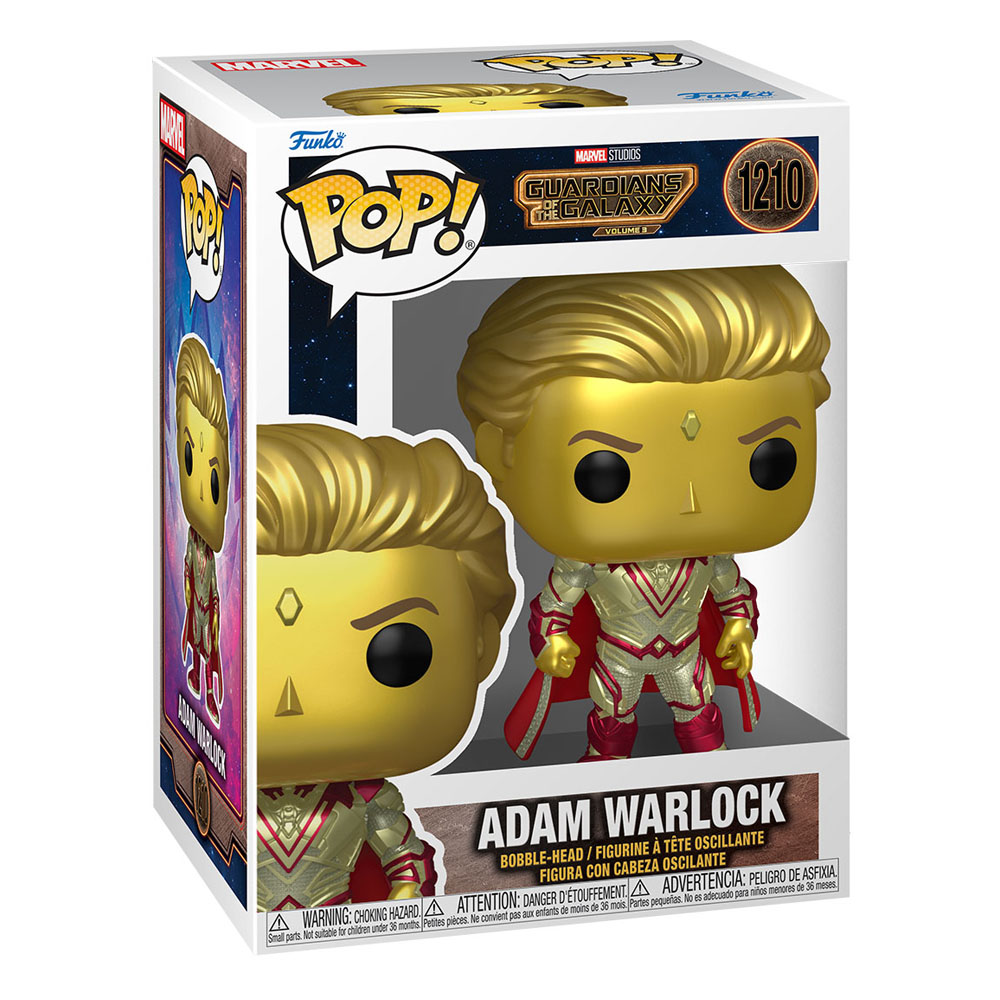 MARVEL
POP!
Funko
MARVEL
Funko
POP!®
MARVEL STUDIOS
GUARDIANS
OF THE GALAXY
VOLUME 3
1210
ADAM WARLOCK
ADAM WARLOCK
BOBBLE-HEAD / FIGURINE À TÊTE OSCILLANTE
FIGURA CON CABEZA OSCILANTE
WARNING: CHOKING HAZARD.
Small parts. Not suitable for children under 36 months.
ATTENTION: DANGER D'ÉTOUFFEMENT.
Petites pièces. Ne convient pas aux enfants de moins de 36 mois.
ADVERTENCIA: PELIGRO DE ASFIXIA.
Partes pequeñas. No es adecuado para niños menores de 36 meses.